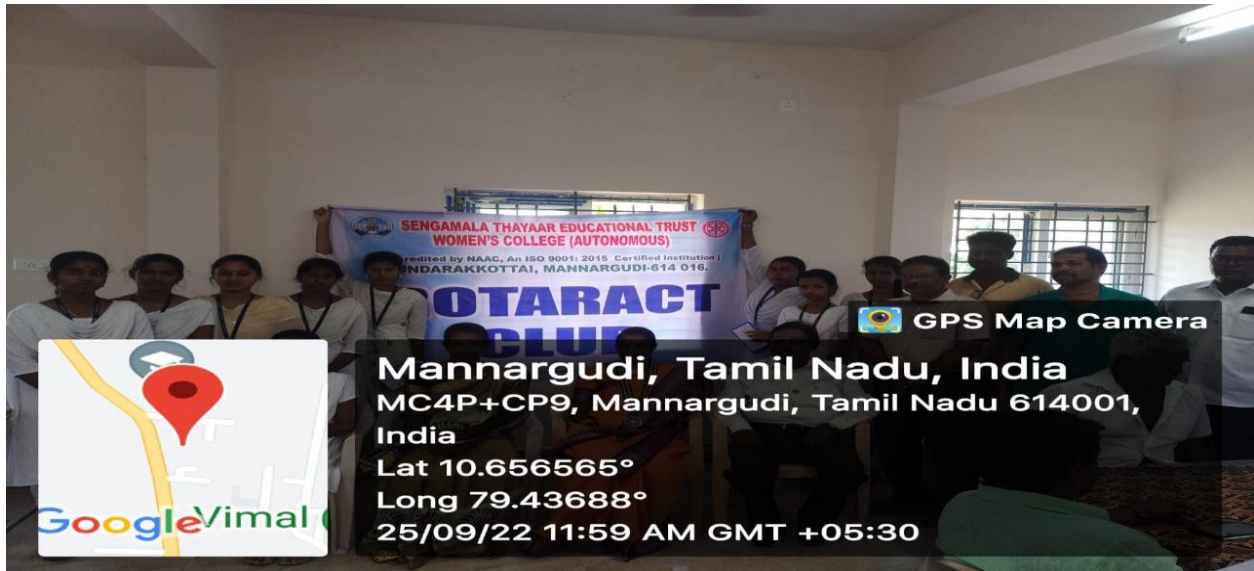 SENGAMALA THAYAAR EDUCATIONAL TRUST
WOMEN'S COLLEGE (AUTONOMOUS)
by NAAC, An ISO 9001: 2015 Certified Institution)
MANNARGUDI-614 016.
GPS Map Camera
Mannargudi, Tamil Nadu, India
MC4P+CP9, Mannargudi, Tamil Nadu 614001,
India
Lat 10.656565°
Long 79.43688°
25/09/22 11:59 AM GMT +05:30
Google
Vimal